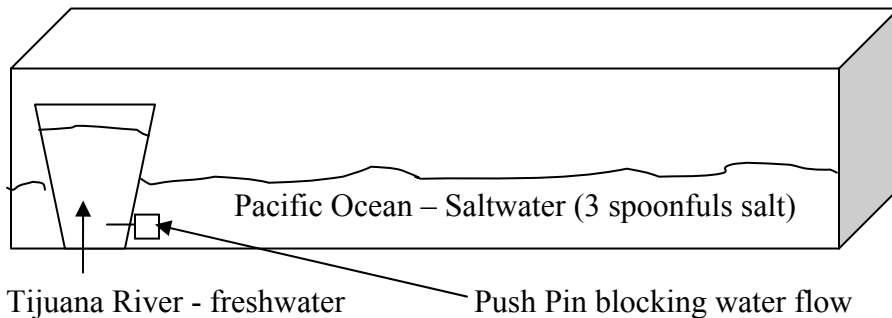 Pacific Ocean – Saltwater (3 spoonfuls salt)
Tijuana River - freshwater
Push Pin blocking water flow